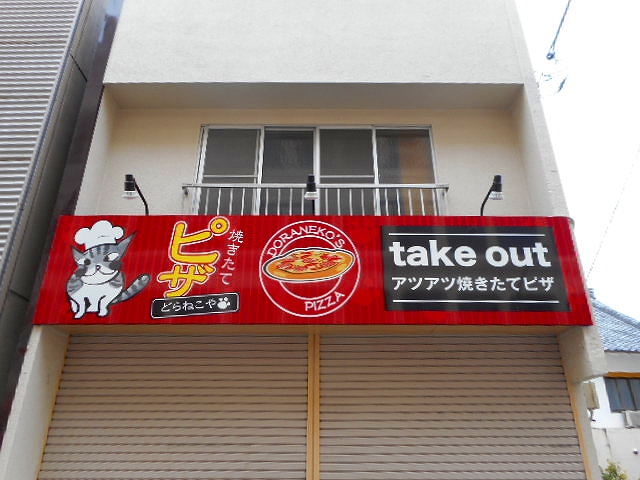 焼きたて
ピザ
どらねこや
DORANEKO'S
PIZZA
take out
アツアツ焼きたてピザ